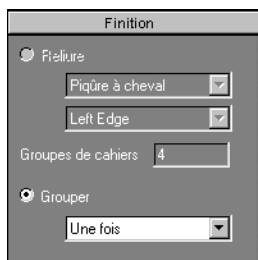 Finition
Reliure
Piqûre à cheval
Left Edge
Groupes de cahiers 4
Grouper
Une fois